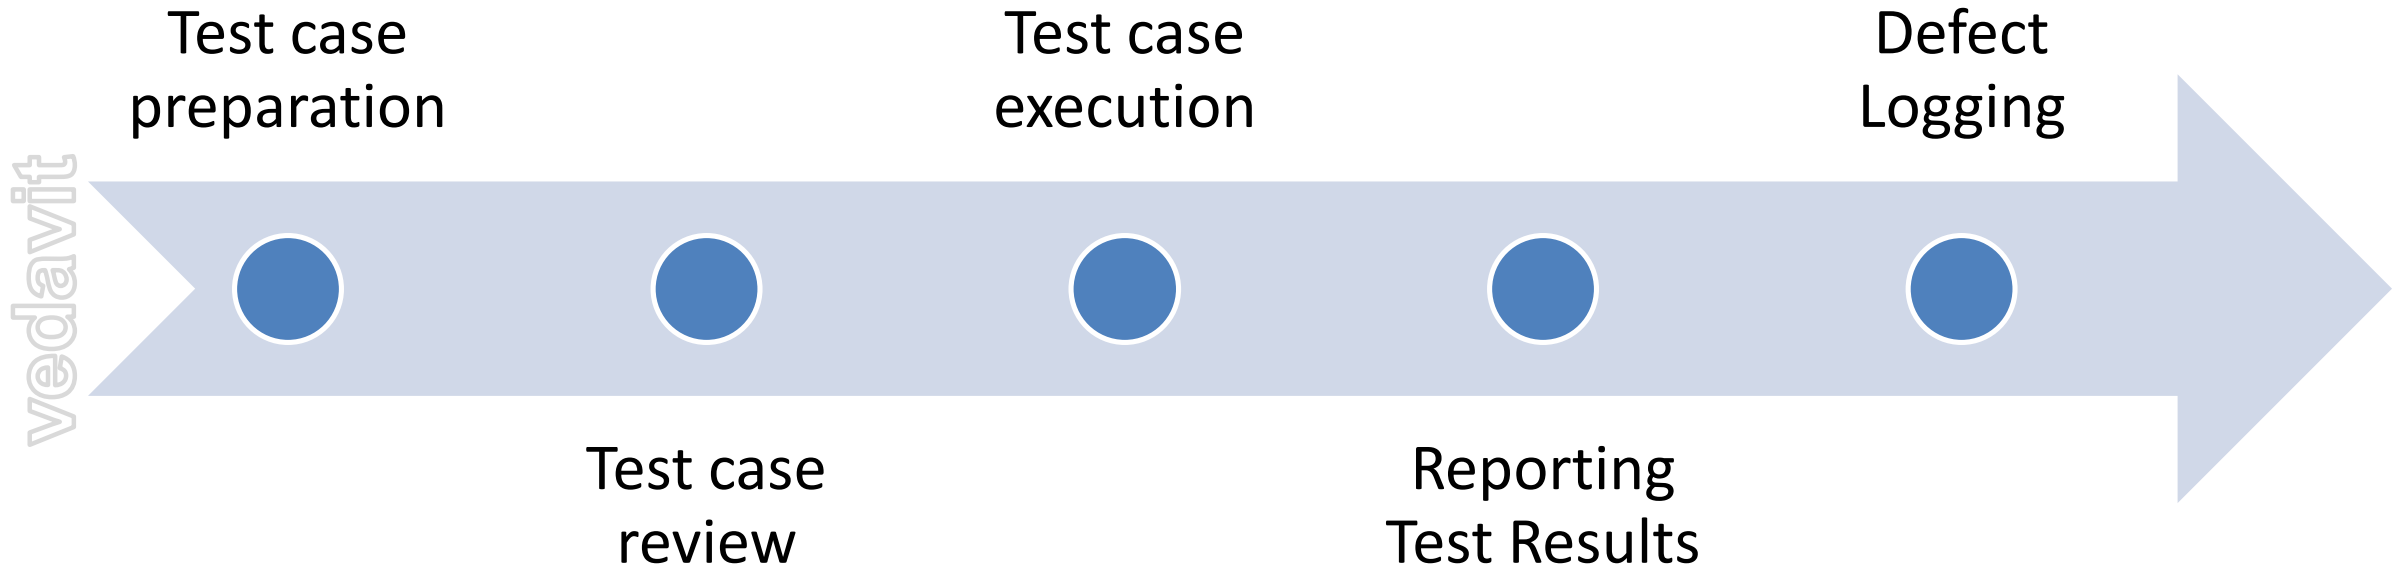 Test case
preparation
Test case
review
Test case
execution
Reporting
Test Results
Defect
Logging
vedavit